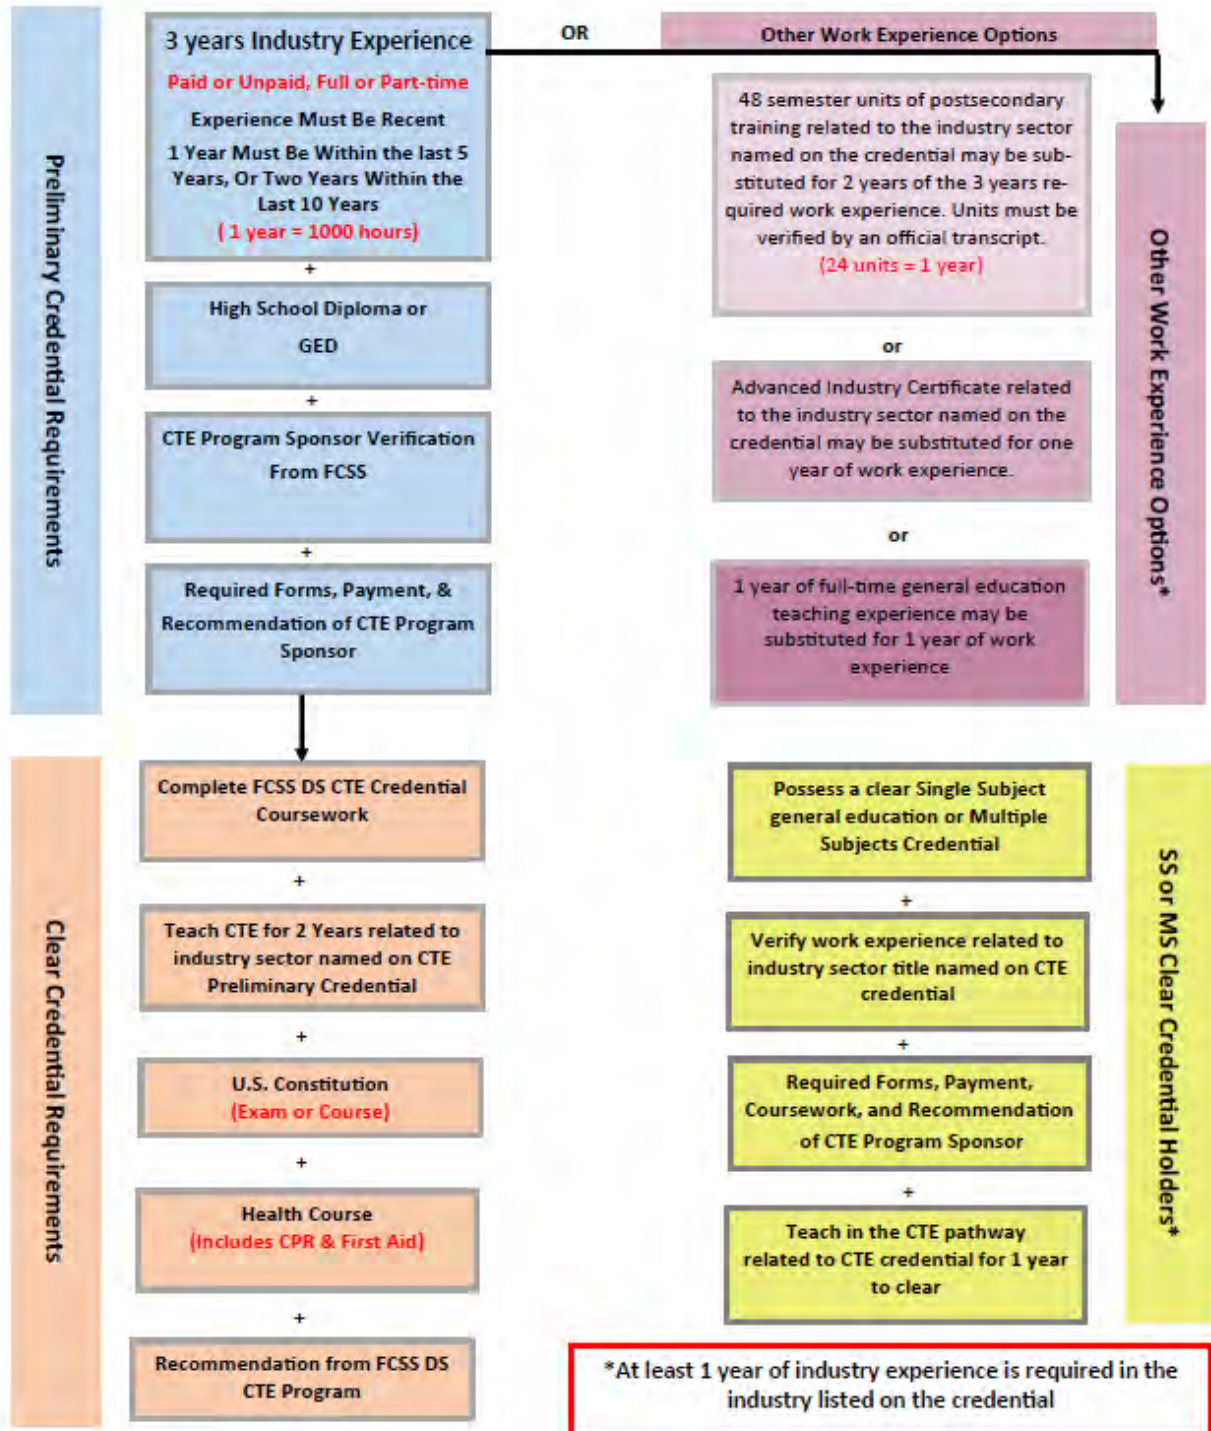 Preliminary Credential Requirements
3 years Industry Experience
Paid or Unpaid, Full or Part-time
Experience Must Be Recent
1 Year Must Be Within the last 5
Years, Or Two Years Within the
Last 10 Years
( 1 year = 1000 hours)
+
High School Diploma or
GED
+
CTE Program Sponsor Verification
From FCSS
+
Required Forms, Payment, &
Recommendation of CTE Program
Sponsor
OR
Other Work Experience Options
48 semester units of postsecondary
training related to the industry sector
named on the credential may be sub-
stituted for 2 years of the 3 years re-
quired work experience. Units must be
verified by an official transcript.
(24 units = 1 year)
or
Advanced Industry Certificate related
to the industry sector named on the
credential may be substituted for one
year of work experience.
or
1 year of full-time general education
teaching experience may be
substituted for 1 year of work
experience
Other Work Experience Options*
Clear Credential Requirements
Complete FCSS DS CTE Credential
Coursework
+
Teach CTE for 2 Years related to
industry sector named on CTE
Preliminary Credential
+
U.S. Constitution
(Exam or Course)
+
Health Course
(Includes CPR & First Aid)
+
Recommendation from FCSS DS
CTE Program
Possess a clear Single Subject
general education or Multiple
Subjects Credential
+
Verify work experience related to
industry sector title named on CTE
credential
+
Required Forms, Payment,
Coursework, and Recommendation
of CTE Program Sponsor
+
Teach in the CTE pathway
related to CTE credential for 1 year
to clear
SS or MS Clear Credential Holders*
*At least 1 year of industry experience is required in the
industry listed on the credential